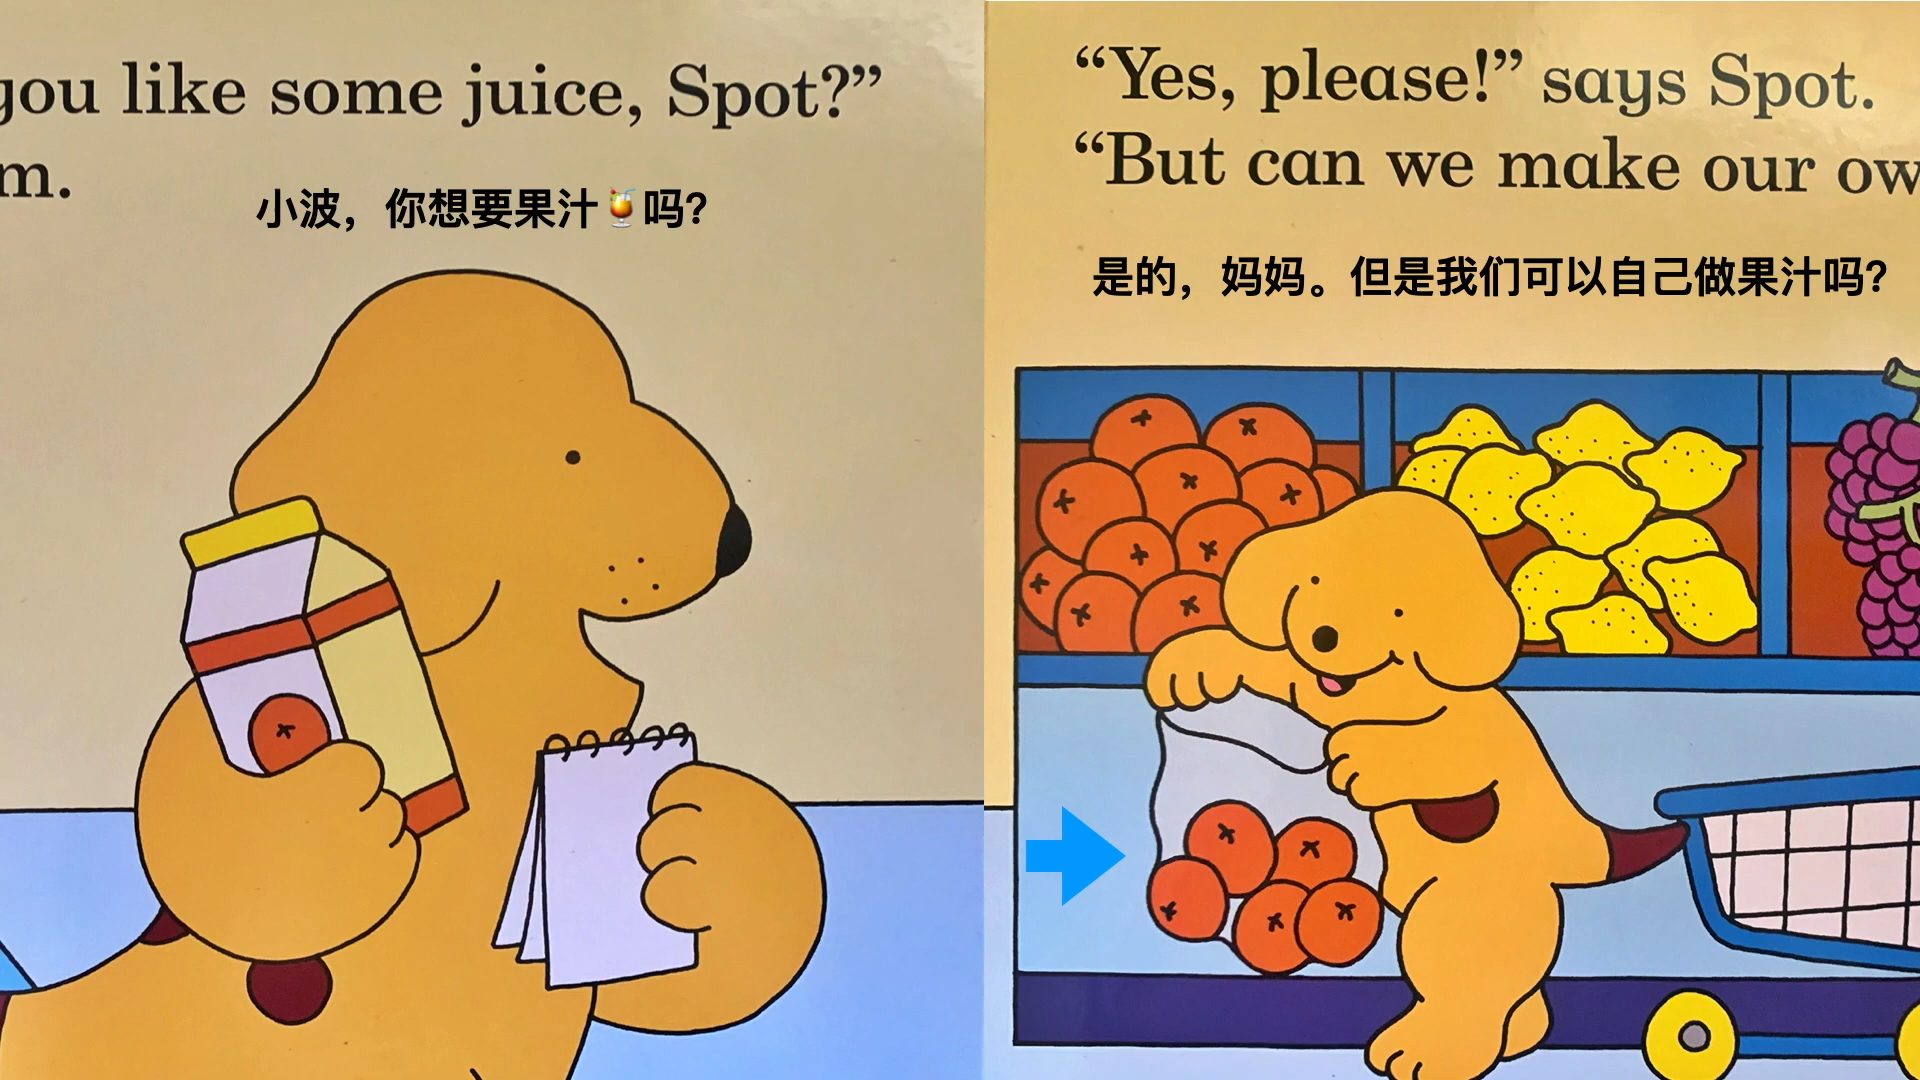 you like some juice, Spot?”
m.
小波，你想要果汁🍹吗?
“Yes, please!” says Spot.
“But can we make our ow
是的，妈妈。但是我们可以自己做果汁吗?